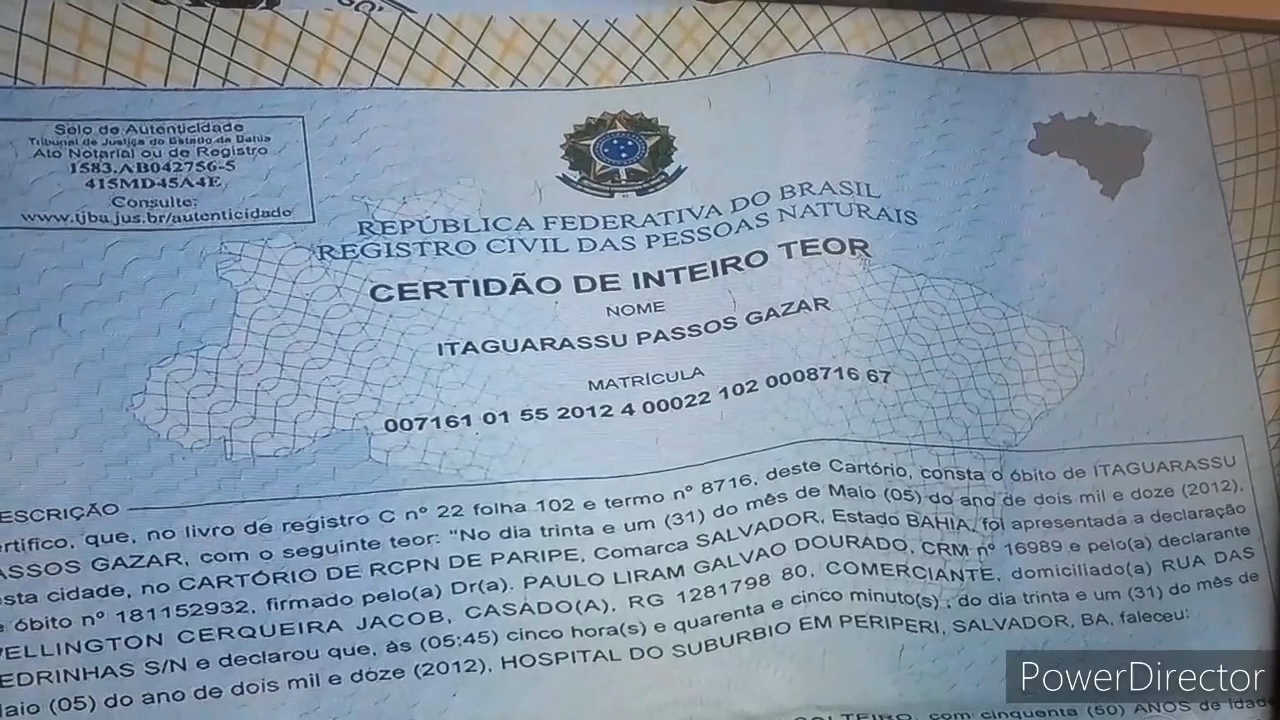 Selo de Autenticidade
Tribunal de Justiça do Estado da Bahia
Ato Notarial ou de Registro
1583.AB042756-5
415MD45A4E
Consulte:
www.tjba.jus.br/autenticidade
REPÚBLICA FEDERATIVA DO BRASIL
REGISTRO CIVIL DAS PESSOAS NATURAIS
CERTIDÃO DE INTEIRO TEOR
NOME
ITAGUARASSU PASSOS GAZAR
MATRÍCULA
007161 01 55 2012 4 00022 102 0008716 67
ESCRIÇÃO
ertifico, que, no livro de registro C nº 22 folha 102 e termo nº 8716, deste Cartório, consta o óbito de ITAGUARASSU
ASSOS GAZAR, com o seguinte teor: "No dia trinta e um (31) do mês de Maio (05) do ano de dois mil e doze (2012),
esta cidade, no CARTÓRIO DE RCPN DE PARIPE, Comarca SALVADOR, Estado BAHIA, foi apresentada a declaração
e óbito nº 181152932, firmado pelo(a) Dr(a). PAULO LIRAM GALVAO DOURADO, CRM nº 16989 e pelo(a) declarante
WELLINGTON CERQUEIRA JACOB, CASADO(A), RG 1281798 80, COMERCIANTE, domiciliado(a) RUA DAS
EDRINHAS S/N e declarou que, às (05:45) cinco hora(s) e quarenta e cinco minuto(s) , do dia trinta e um (31) do mês de
Maio (05) do ano de dois mil e doze (2012), HOSPITAL DO SUBURBIO EM PERIPERI, SALVADOR, BA, faleceu:
SOLTEIRO, com cinquenta (50) ANOS de idad
PowerDirector